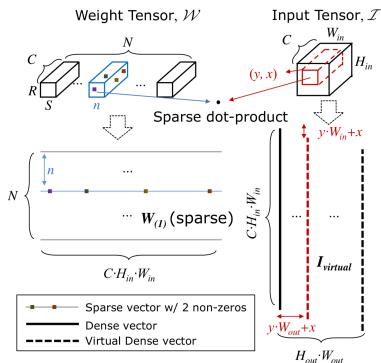 Weight Tensor, 𝒲
Input Tensor, ℐ
N
C
R
S
...
...
n
C
W_in
H_in
(y, x)
Sparse dot-product
y·W_in+x
N
n
...
... W_(1) (sparse)
C·H_in·W_in
C·H_in·W_in
...
...
I_virtual
y·W_out+x
H_out·W_out
Sparse vector w/ 2 non-zeros
Dense vector
Virtual Dense vector